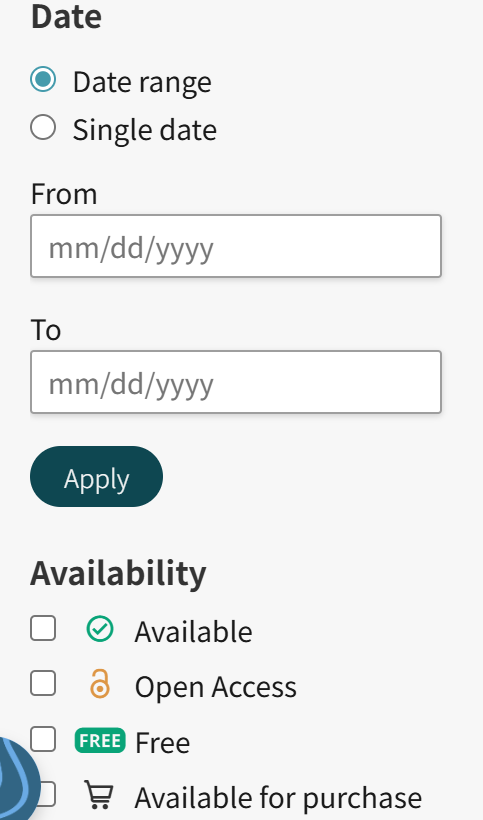 Date
Date range
Single date
From
mm/dd/yyyy
To
mm/dd/yyyy
Apply
Availability
Available
Open Access
FREE Free
Available for purchase